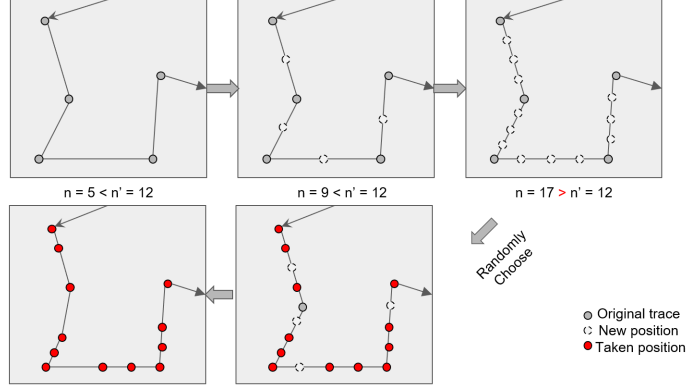 n = 5 < n' = 12
n = 9 < n' = 12
n = 17 > n' = 12
Randomly
Choose
Original trace
New position
Taken position